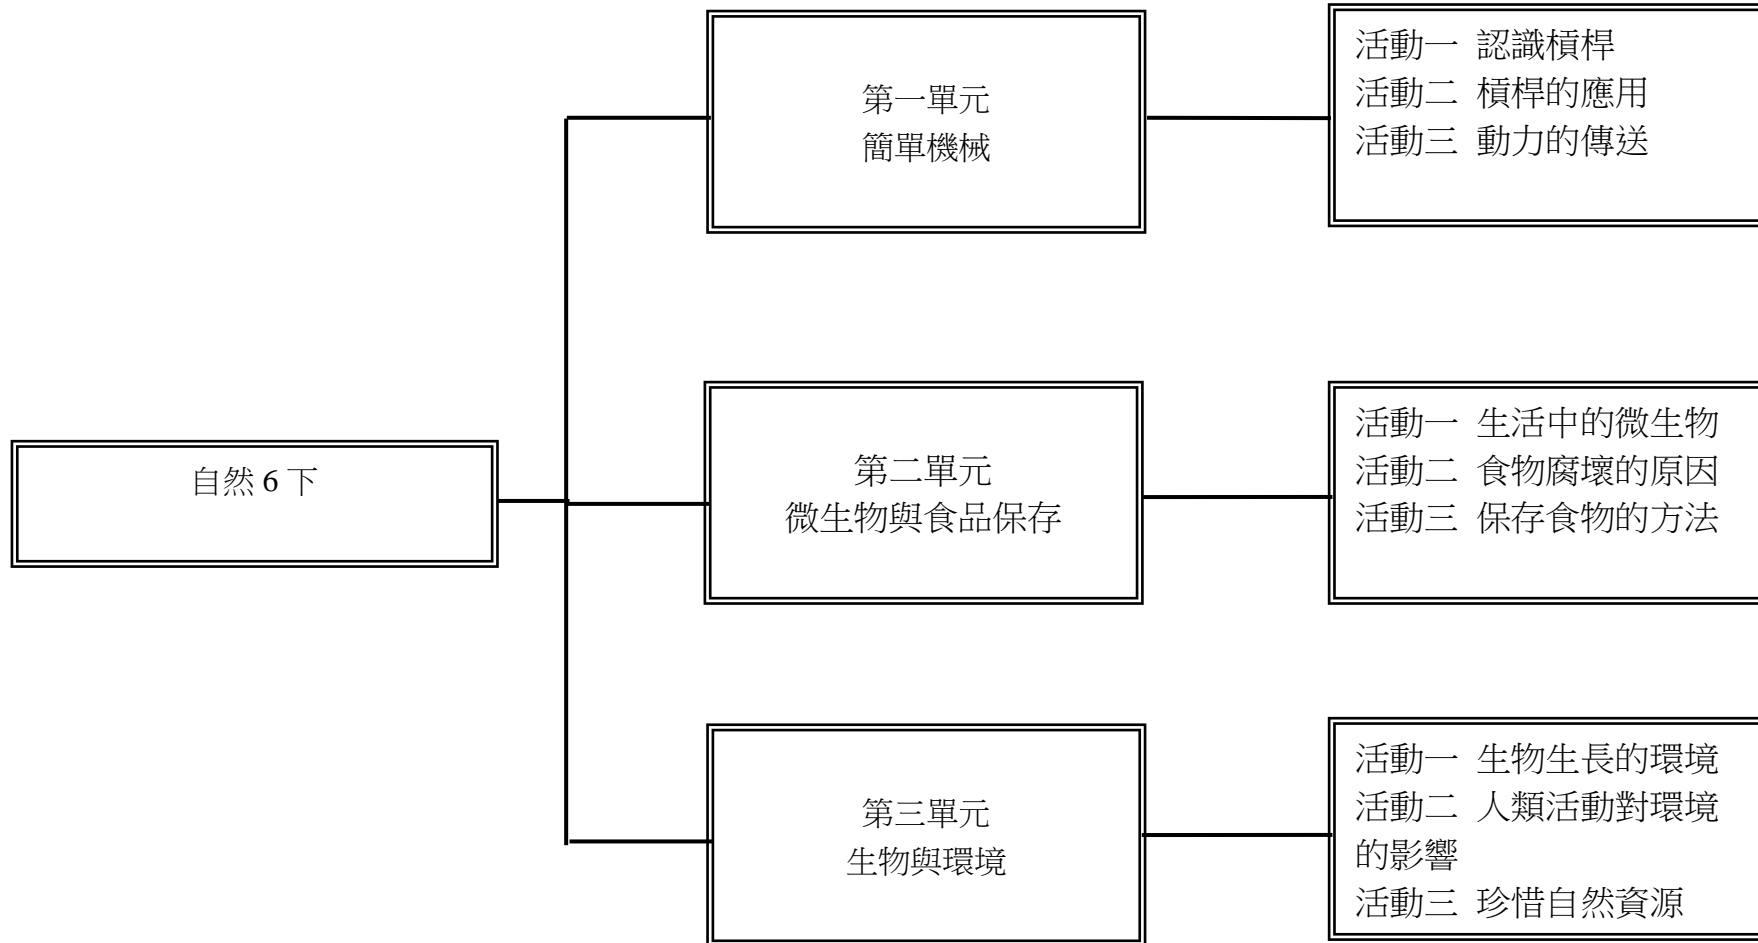 自然 6 下
第一單元
簡單機械
活動一 認識槓桿
活動二 槓桿的應用
活動三 動力的傳送
第二單元
微生物與食品保存
活動一 生活中的微生物
活動二 食物腐壞的原因
活動三 保存食物的方法
第三單元
生物與環境
活動一 生物生長的環境
活動二 人類活動對環境
的影響
活動三 珍惜自然資源